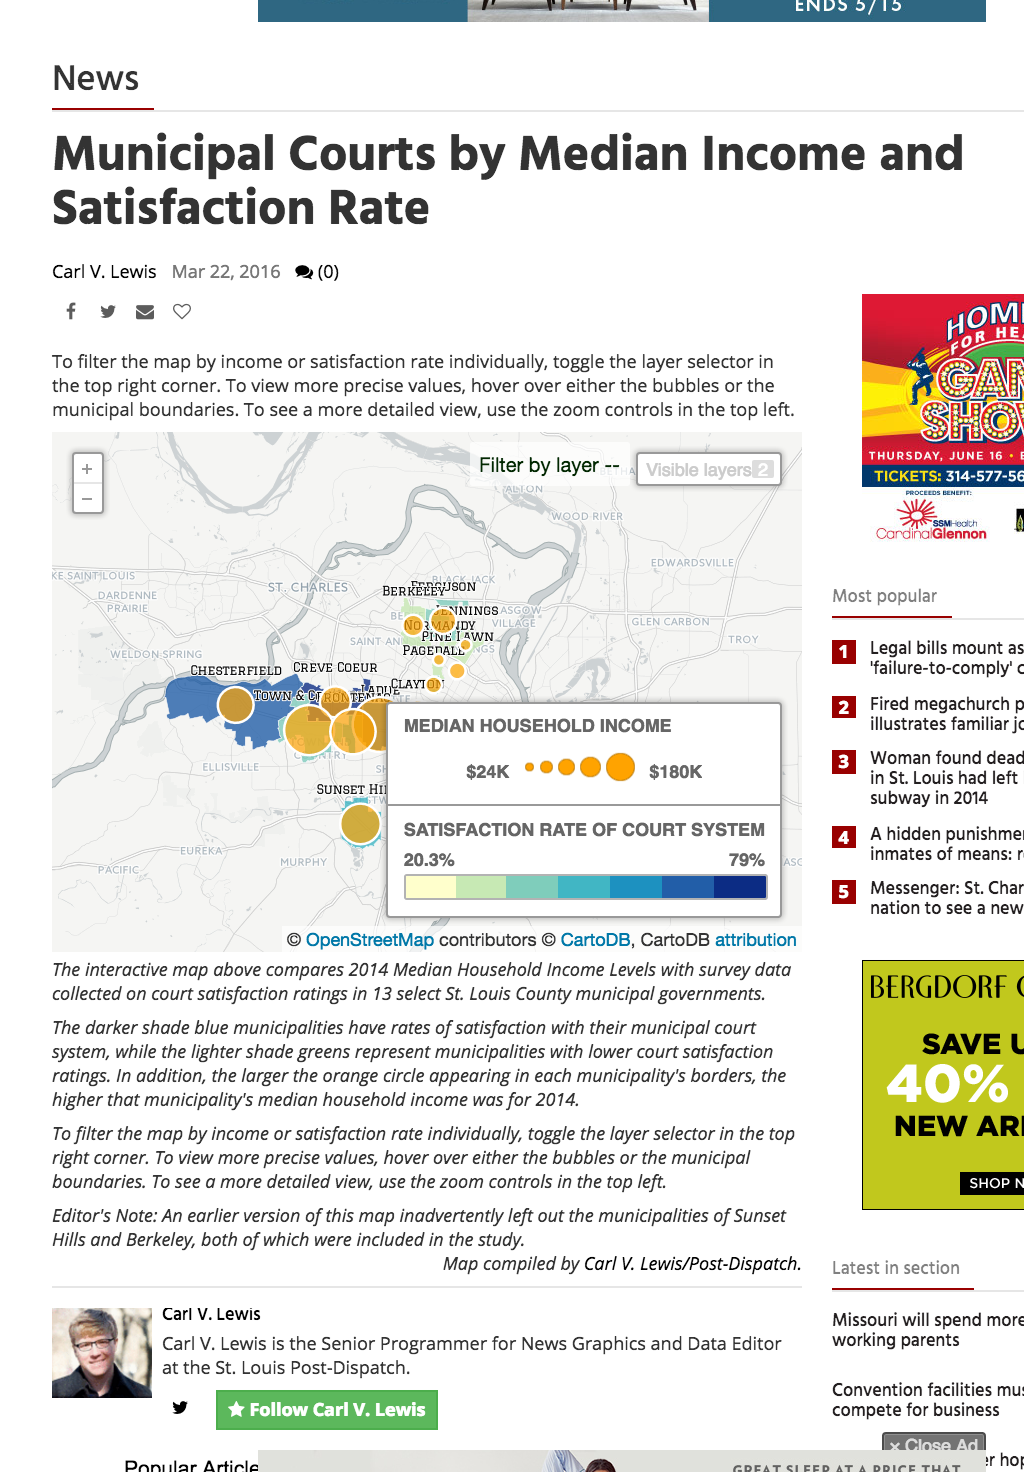 ENDS 5/15
News
Municipal Courts by Median Income and
Satisfaction Rate
Carl V. Lewis Mar 22, 2016 (0)
To filter the map by income or satisfaction rate individually, toggle the layer selector in
the top right corner. To view more precise values, hover over either the bubbles or the
municipal boundaries. To see a more detailed view, use the zoom controls in the top left.
+
−
Filter by layer --
Visible layers 2
ALTON
WOOD RIVER
EDWARDSVILLE
KE SAINT LOUIS
DARDENNE
PRAIRIE
ST. CHARLES
BLACK JACK
FERGUSON
BERKELEY
JENNINGS
GLASGOW
VILLAGE
GLEN CARBON
NORMANDY
PINE LAWN
SAINT ANN
TROY
PAGEDALE
WELDON SPRING
CHESTERFIELD
CREVE COEUR
CLAYTON
LADUE
TOWN & C
FRONTENAC
ELLISVILLE
COUNTRY
SUNSET HIL
EUREKA
MURPHY
PACIFIC
MEDIAN HOUSEHOLD INCOME
$24K $180K
SATISFACTION RATE OF COURT SYSTEM
20.3% 79%
© OpenStreetMap contributors © CartoDB, CartoDB attribution
The interactive map above compares 2014 Median Household Income Levels with survey data
collected on court satisfaction ratings in 13 select St. Louis County municipal governments.
The darker shade blue municipalities have rates of satisfaction with their municipal court
system, while the lighter shade greens represent municipalities with lower court satisfaction
ratings. In addition, the larger the orange circle appearing in each municipality's borders, the
higher that municipality's median household income was for 2014.
To filter the map by income or satisfaction rate individually, toggle the layer selector in the top
right corner. To view more precise values, hover over either the bubbles or the municipal
boundaries. To see a more detailed view, use the zoom controls in the top left.
Editor's Note: An earlier version of this map inadvertently left out the municipalities of Sunset
Hills and Berkeley, both of which were included in the study.
Map compiled by Carl V. Lewis/Post-Dispatch.
Carl V. Lewis
Carl V. Lewis is the Senior Programmer for News Graphics and Data Editor
at the St. Louis Post-Dispatch.
Follow Carl V. Lewis
Popular Article
HOM
FOR HE
GAM
SHOW
THURSDAY, JUNE 16 •
TICKETS: 314-577-56
PROCEEDS BENEFIT:
SSMHealth
CardinalGlennon
Most popular
1 Legal bills mount as
'failure-to-comply' c
2 Fired megachurch p
illustrates familiar jo
3 Woman found dead
in St. Louis had left
subway in 2014
4 A hidden punishme
inmates of means: r
5 Messenger: St. Char
nation to see a new
BERGDORF
SAVE U
40%
NEW ARR
SHOP N
Latest in section
Missouri will spend more
working parents
Convention facilities mus
compete for business
× Close Ad
er hop
GREAT SLEEP AT A PRICE THAT